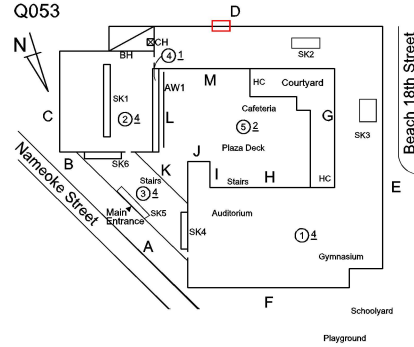 Q053
D
N
CH
④ 1
BH
SK2
M
HC
Courtyard
Beach 18th Street
AW1
SK1
Cafeteria
C
② 4
L
G
SK3
⑤ 2
Plaza Deck
B
SK6
J
K
I
Stairs
H
HC
E
Nameoke Street
Stairs
③ 4
Main
Entrance
SK5
Auditorium
SK4
① 4
A
Gymnasium
F
Schoolyard
Playground